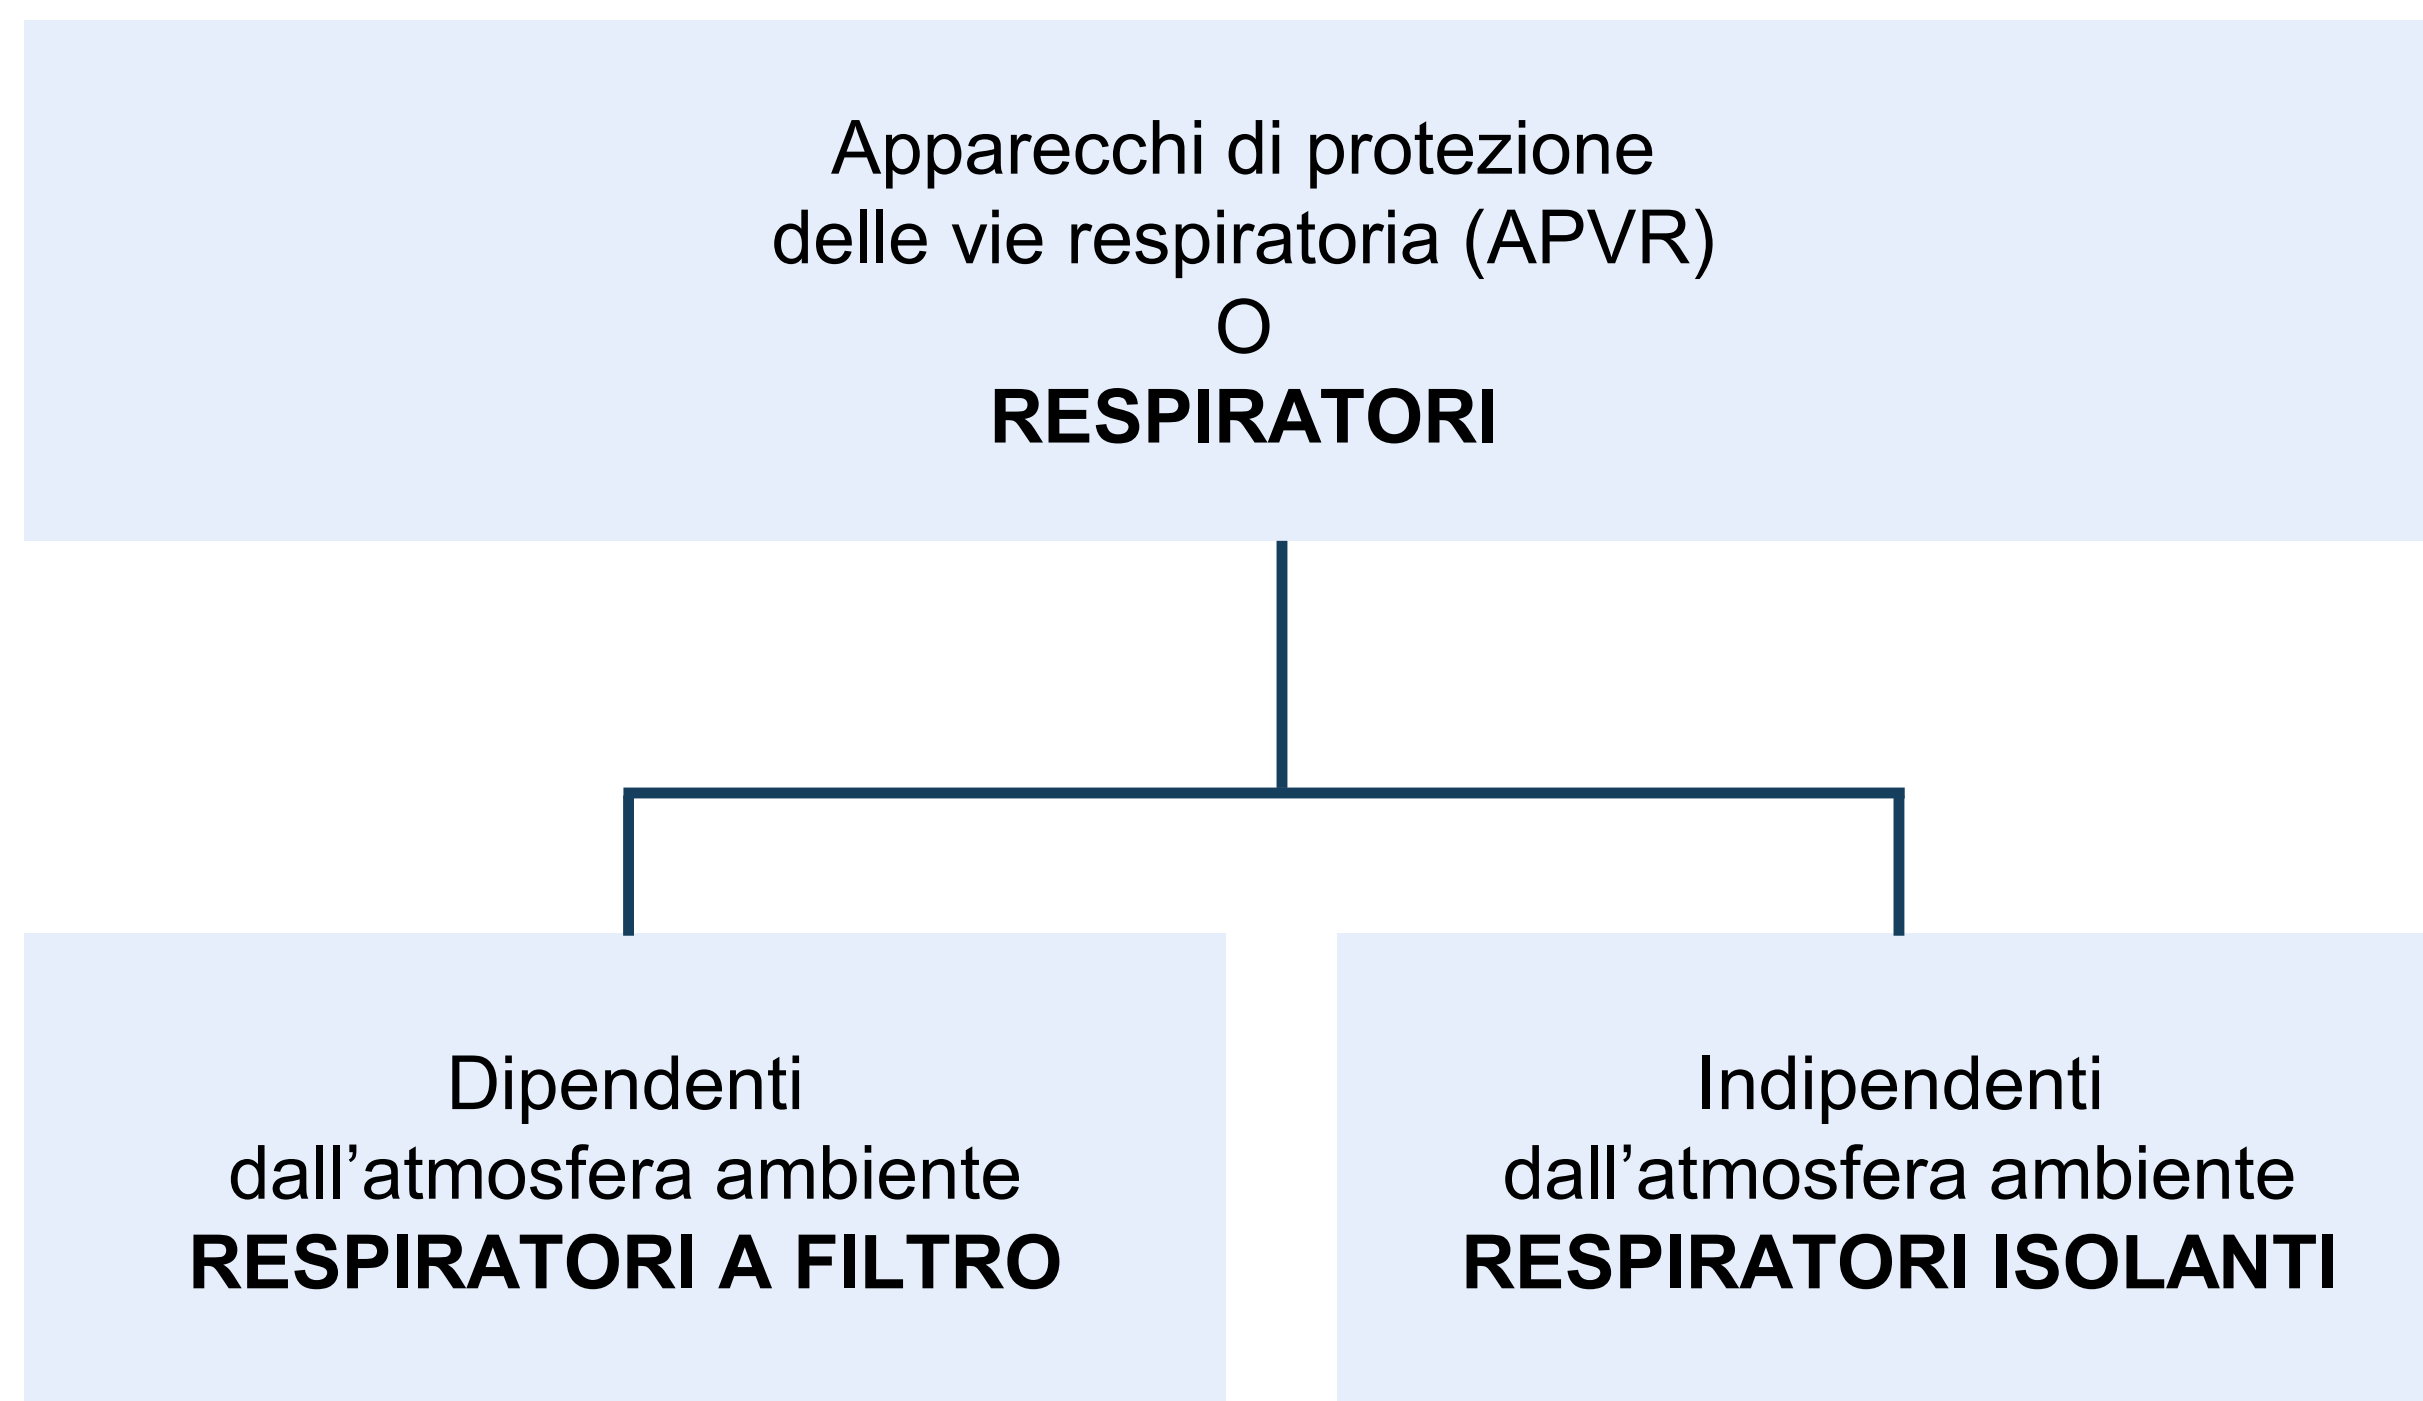 Apparecchi di protezione
delle vie respiratoria (APVR)
O
RESPIRATORI
Dipendenti
dall’atmosfera ambiente
RESPIRATORI A FILTRO
Indipendenti
dall’atmosfera ambiente
RESPIRATORI ISOLANTI